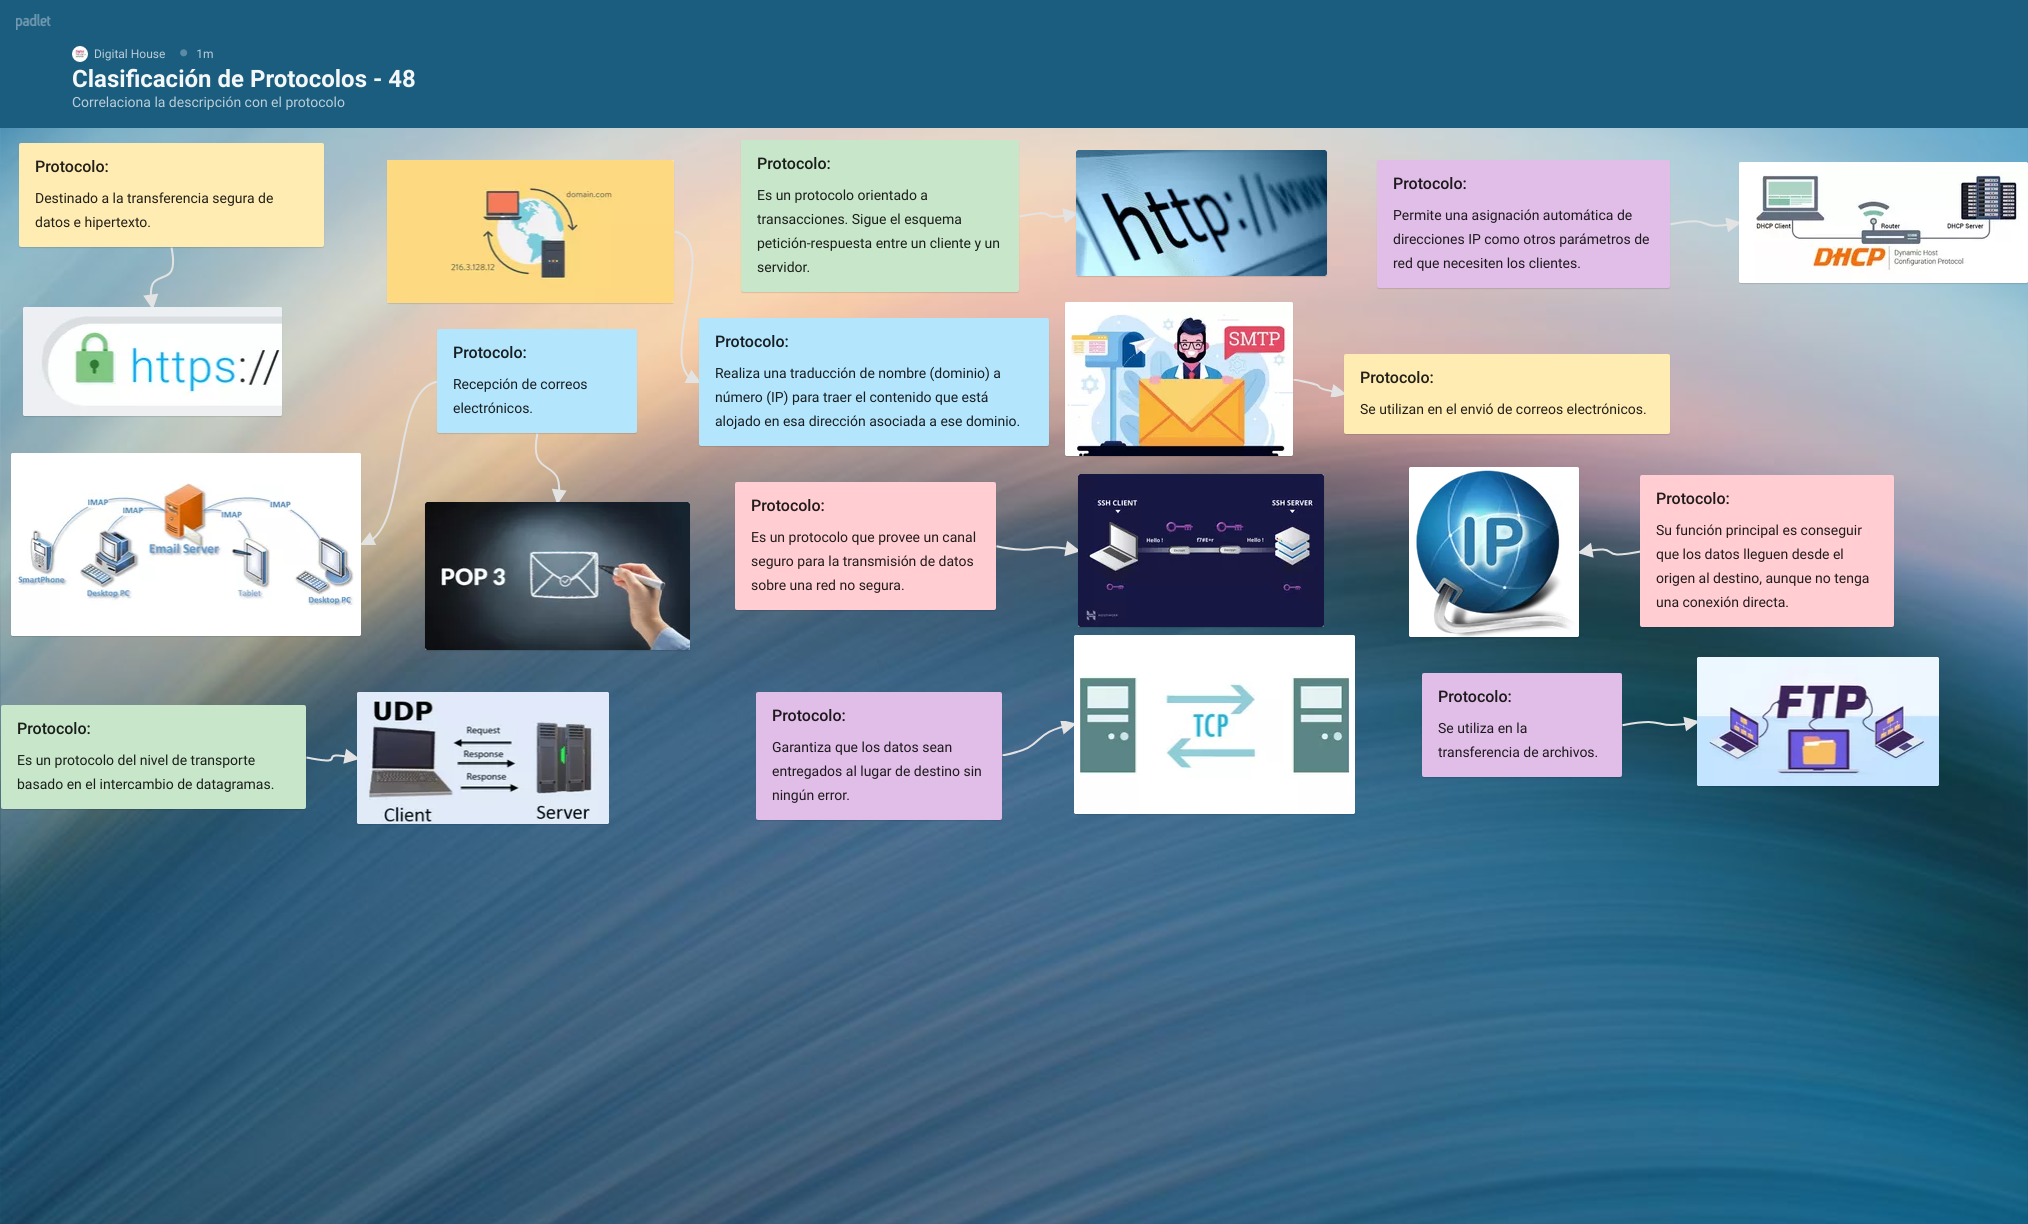 padlet
Digital House
1m
Clasificación de Protocolos - 48
Correlaciona la descripción con el protocolo
Protocolo:
Destinado a la transferencia segura de
datos e hipertexto.
https://
domain.com
216.3.128.12
Protocolo:
Es un protocolo orientado a
transacciones. Sigue el esquema
petición-respuesta entre un cliente y un
servidor.
http://www
Protocolo:
Permite una asignación automática de
direcciones IP como otros parámetros de
red que necesiten los clientes.
DHCP Client
Router
DHCP Server
DHCP
Dynamic Host
Configuration Protocol
Protocolo:
Recepción de correos
electrónicos.
Protocolo:
Realiza una traducción de nombre (dominio) a
número (IP) para traer el contenido que está
alojado en esa dirección asociada a ese dominio.
SMTP
Protocolo:
Se utilizan en el envió de correos electrónicos.
IMAP
IMAP
IMAP
IMAP
Email Server
SmartPhone
Desktop PC
Tablet
Desktop PC
POP 3
Protocolo:
Es un protocolo que provee un canal
seguro para la transmisión de datos
sobre una red no segura.
SSH CLIENT
SSH SERVER
Hello !
f7#E+r
Hello !
IP
Protocolo:
Su función principal es conseguir
que los datos lleguen desde el
origen al destino, aunque no tenga
una conexión directa.
Protocolo:
Es un protocolo del nivel de transporte
basado en el intercambio de datagramas.
UDP
Request
Response
Response
Client
Server
Protocolo:
Garantiza que los datos sean
entregados al lugar de destino sin
ningún error.
TCP
Protocolo:
Se utiliza en la
transferencia de archivos.
FTP